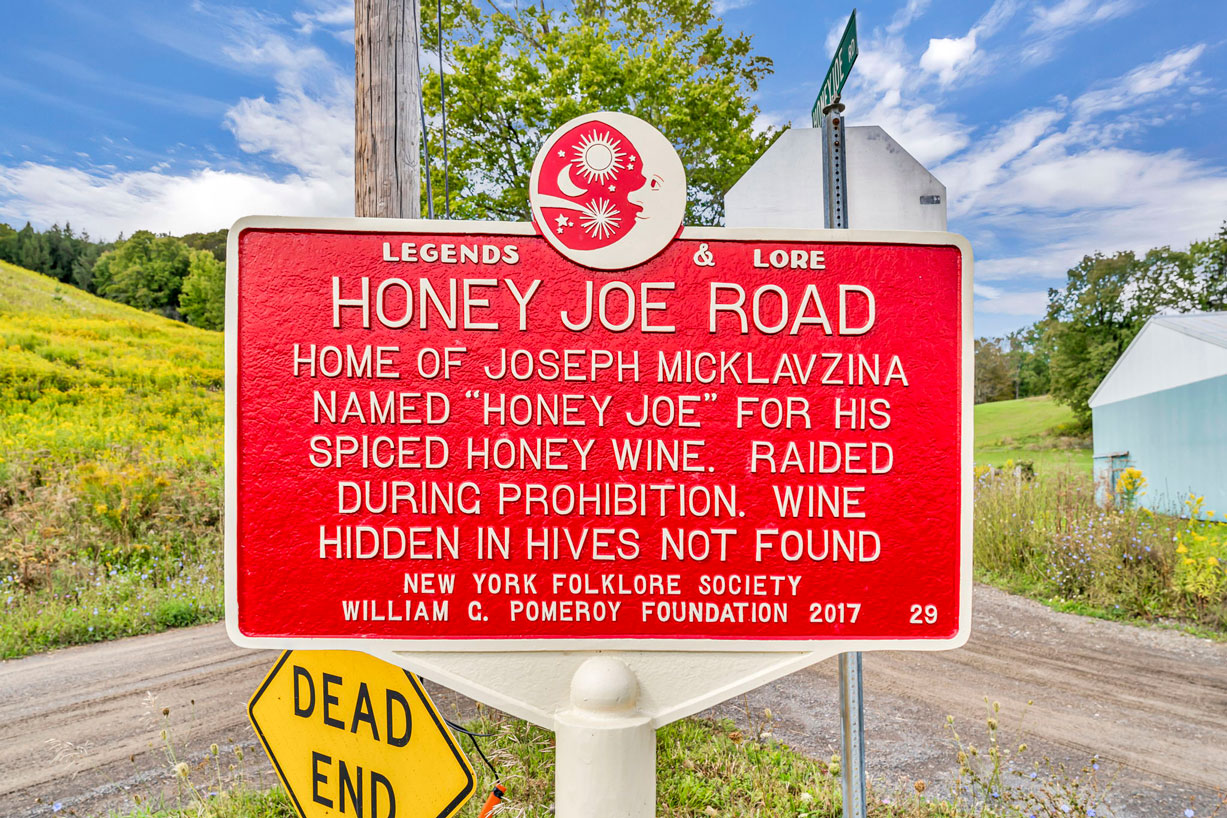 LEGENDS & LORE
HONEY JOE ROAD
HOME OF JOSEPH MICKLAVZINA
NAMED “HONEY JOE” FOR HIS
SPICED HONEY WINE. RAIDED
DURING PROHIBITION. WINE
HIDDEN IN HIVES NOT FOUND
NEW YORK FOLKLORE SOCIETY
WILLIAM G. POMEROY FOUNDATION 2017 29
DEAD
END